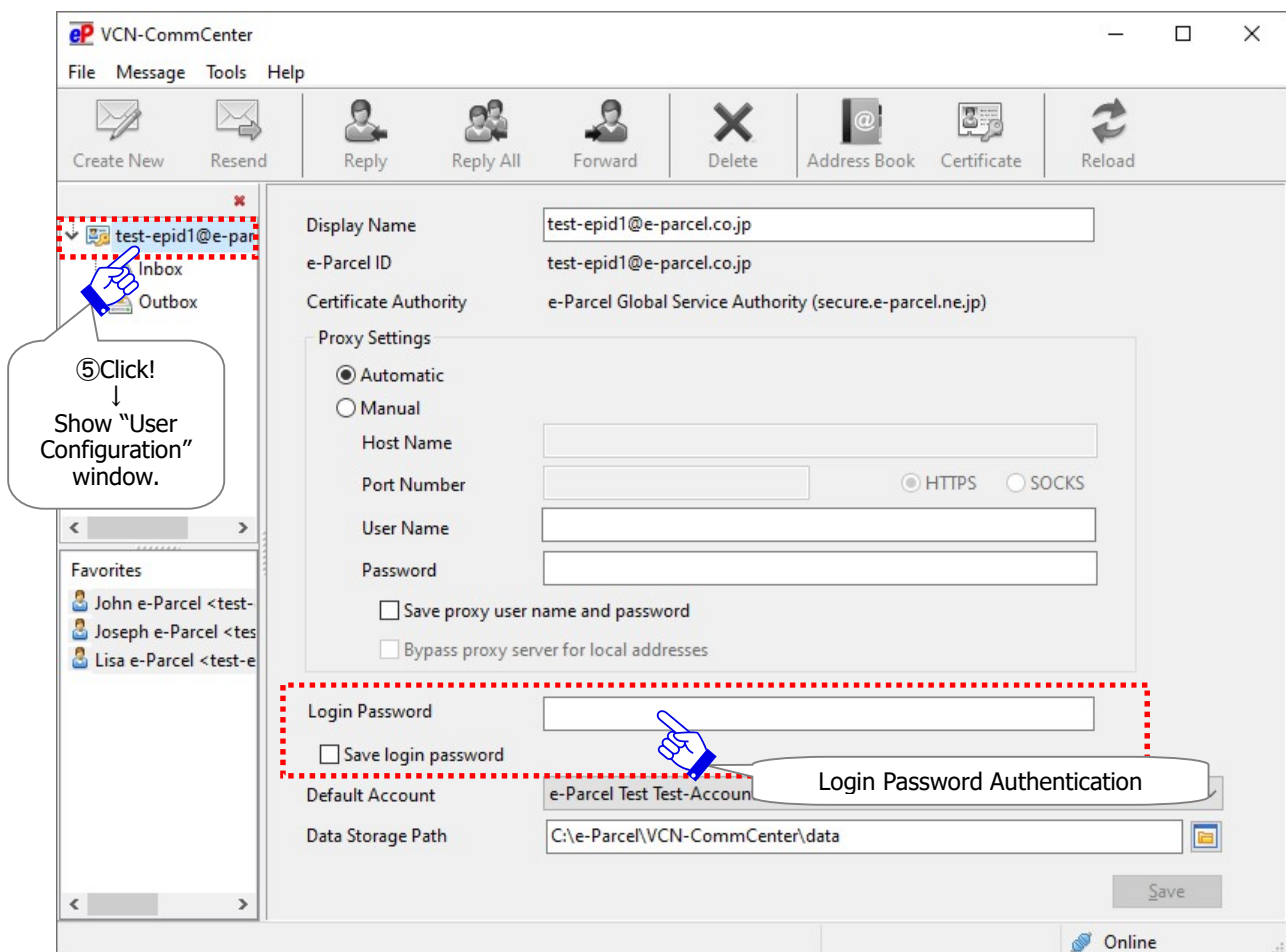 eP VCN-CommCenter
File Message Tools Help
Create New Resend Reply Reply All Forward Delete Address Book Certificate Reload
test-epid1@e-par
Inbox
Outbox
⑤Click!
↓
Show “User
Configuration”
window.
Favorites
John e-Parcel <test-
Joseph e-Parcel <tes
Lisa e-Parcel <test-e
Display Name test-epid1@e-parcel.co.jp
e-Parcel ID test-epid1@e-parcel.co.jp
Certificate Authority e-Parcel Global Service Authority (secure.e-parcel.ne.jp)
Proxy Settings
Automatic
Manual
Host Name
Port Number HTTPS SOCKS
User Name
Password
Save proxy user name and password
Bypass proxy server for local addresses
Login Password
Save login password
Login Password Authentication
Default Account e-Parcel Test Test-Accoun
Data Storage Path C:\e-Parcel\VCN-CommCenter\data
Save
Online